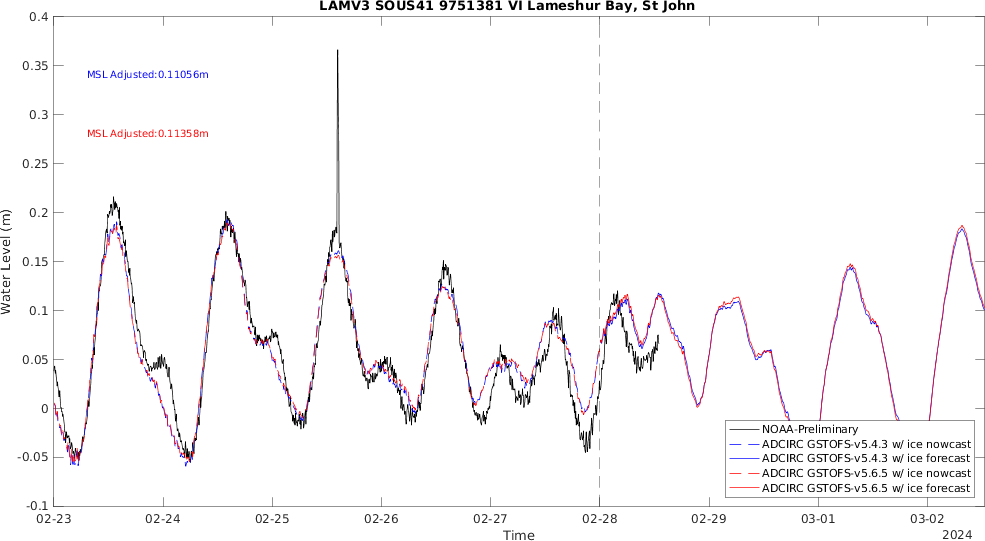 LAMV3 SOUS41 9751381 VI Lameshur Bay, St John
0.4
0.35
0.3
0.25
0.2
0.15
0.1
0.05
0
-0.05
-0.1
Water Level (m)
MSL Adjusted:0.11056m
MSL Adjusted:0.11358m
NOAA-Preliminary
ADCIRC GSTOFS-v5.4.3 w/ ice nowcast
ADCIRC GSTOFS-v5.4.3 w/ ice forecast
ADCIRC GSTOFS-v5.6.5 w/ ice nowcast
ADCIRC GSTOFS-v5.6.5 w/ ice forecast
02-23 02-24 02-25 02-26 02-27 02-28 02-29 03-01 03-02
Time
2024